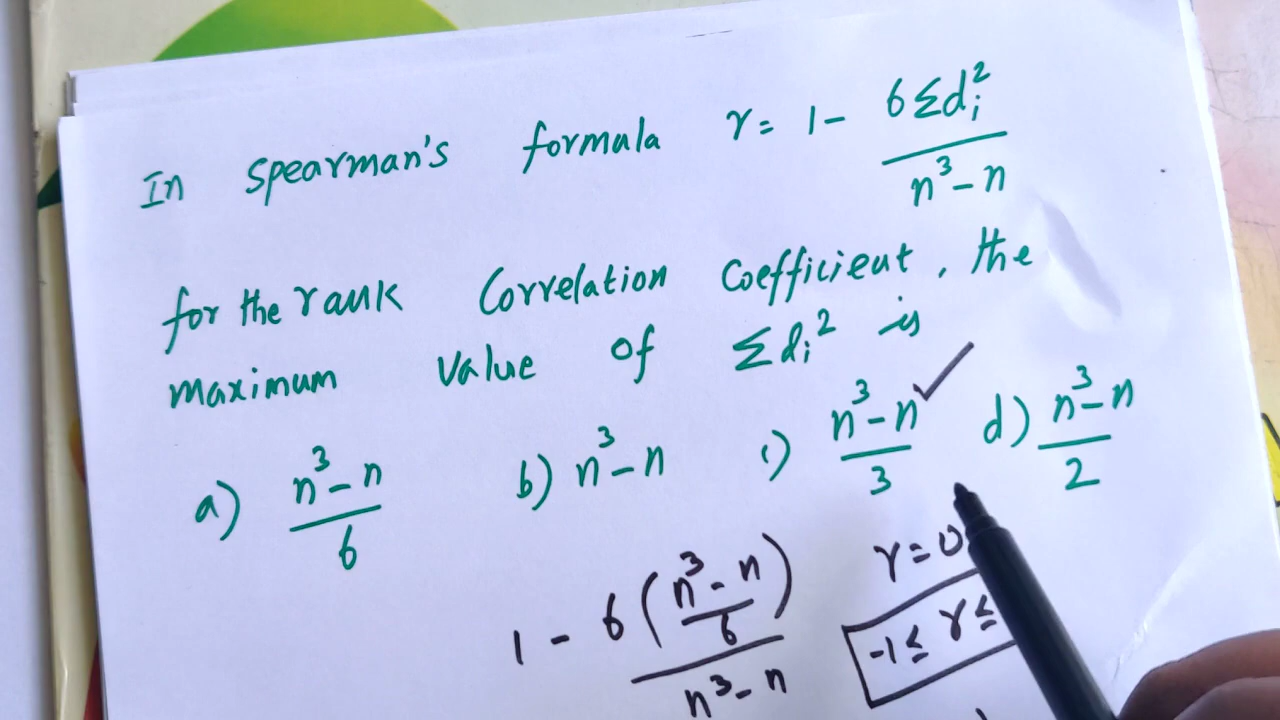 In Spearman's formula r = 1 - 6Σdi² / n³-n
for the rank Correlation Coefficient, the
maximum value of Σdi² is
a) n³-n / 6 b) n³-n c) n³-n / 3 ✓ d) n³-n / 2
1 - 6(n³-n / 6) / n³-n r=0
-1≤ r ≤